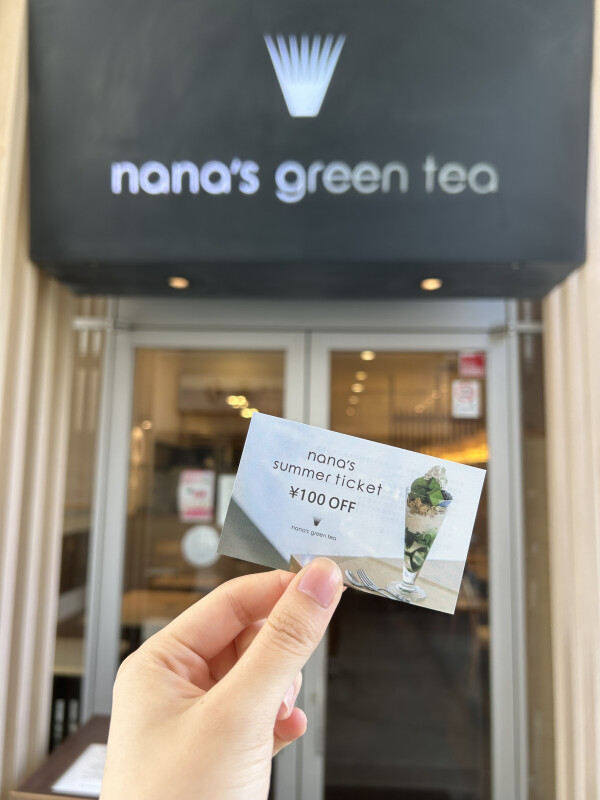 nana's green tea
nana's
summer ticket
¥100 OFF
nana's green tea